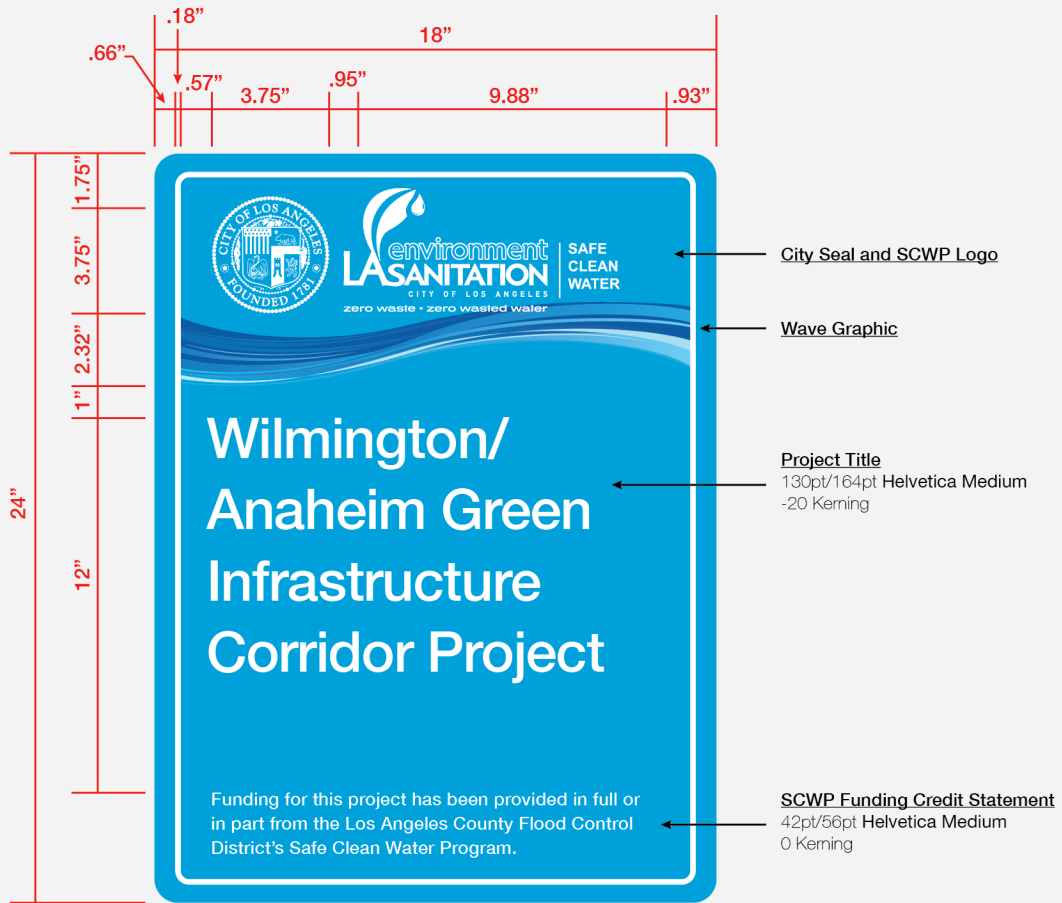 .18”
18”
.66”
.57”
3.75”
.95”
9.88”
.93”
1.75”
3.75”
2.32”
1”
12”
24”
CITY OF LOS ANGELES
FOUNDED 1781
environment
LASANITATION
CITY OF LOS ANGELES
zero waste • zero wasted water
SAFE
CLEAN
WATER
City Seal and SCWP Logo
Wave Graphic
Wilmington/
Anaheim Green
Infrastructure
Corridor Project
Project Title
130pt/164pt Helvetica Medium
-20 Kerning
Funding for this project has been provided in full or
in part from the Los Angeles County Flood Control
District’s Safe Clean Water Program.
SCWP Funding Credit Statement
42pt/56pt Helvetica Medium
0 Kerning